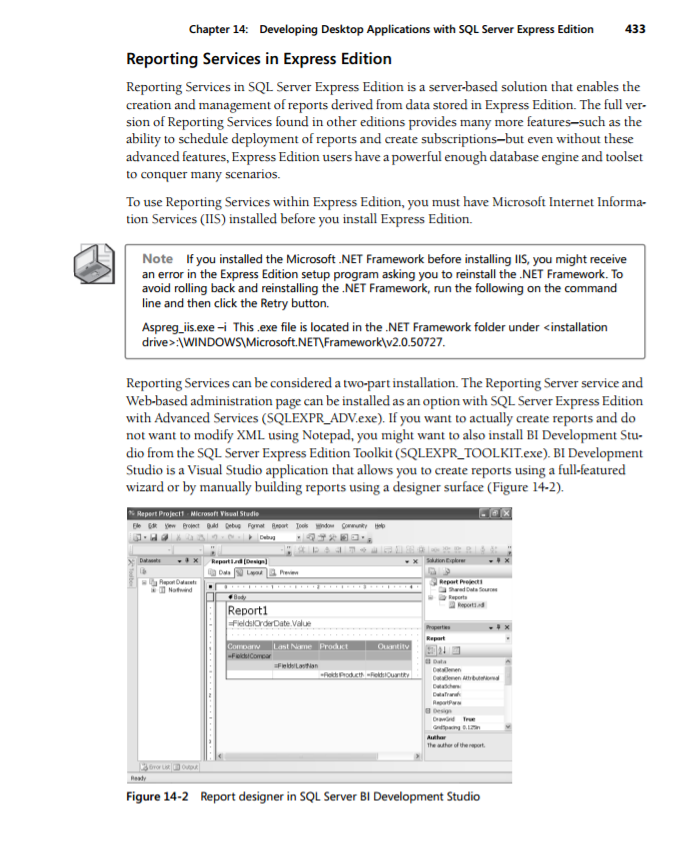 Chapter 14: Developing Desktop Applications with SQL Server Express Edition 433
Reporting Services in Express Edition
Reporting Services in SQL Server Express Edition is a server-based solution that enables the
creation and management of reports derived from data stored in Express Edition. The full ver-
sion of Reporting Services found in other editions provides many more features—such as the
ability to schedule deployment of reports and create subscriptions—but even without these
advanced features, Express Edition users have a powerful enough database engine and toolset
to conquer many scenarios.
To use Reporting Services within Express Edition, you must have Microsoft Internet Informa-
tion Services (IIS) installed before you install Express Edition.
Note If you installed the Microsoft .NET Framework before installing IIS, you might receive
an error in the Express Edition setup program asking you to reinstall the .NET Framework. To
avoid rolling back and reinstalling the .NET Framework, run the following on the command
line and then click the Retry button.
Aspreg_iis.exe –i This .exe file is located in the .NET Framework folder under <installation
drive>:\WINDOWS\Microsoft.NET\Framework\v2.0.50727.
Reporting Services can be considered a two-part installation. The Reporting Server service and
Web-based administration page can be installed as an option with SQL Server Express Edition
with Advanced Services (SQLEXPR_ADV.exe). If you want to actually create reports and do
not want to modify XML using Notepad, you might want to also install BI Development Stu-
dio from the SQL Server Express Edition Toolkit (SQLEXPR_TOOLKIT.exe). BI Development
Studio is a Visual Studio application that allows you to create reports using a full-featured
wizard or by manually building reports using a designer surface (Figure 14-2).
Report Project1 - Microsoft Visual Studio
File Edit View Project Build Debug Format Report Tools Window Community Help
Debug
Datasets
Report1.rdl [Design]
Solution Explorer
Toolbox
Data Layout Preview
Report Datasets
Northwind
Report Project1
Shared Data Sources
Reports
Report1.rdl
Body
Report1
=Fields!OrderDate.Value
Company Last Name Product Quantity
=Fields!Compar
=Fields!LastNan
=Fields!Product =Fields!Quantity
Properties
Report
Data
DataElemen
DataElemen AttributeNormal
DataSchem
DataTransf
ReportPara
Design
DrawGrid True
GridSpacing 0.125in
Author
The author of the report.
Error List Output
Ready
Figure 14-2 Report designer in SQL Server BI Development Studio